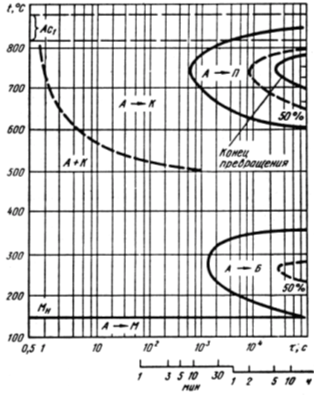 t,°C
Ac₁
800
A → П
A → К
700
600
50%
Конец
превращения
А+К
500
400
300
А → Б
200
50%
Мн
А → М
100
0,5 1
10
10²
10³
10⁴
τ,с
1
3
5
10
30
мин
1
2
5
10
ч